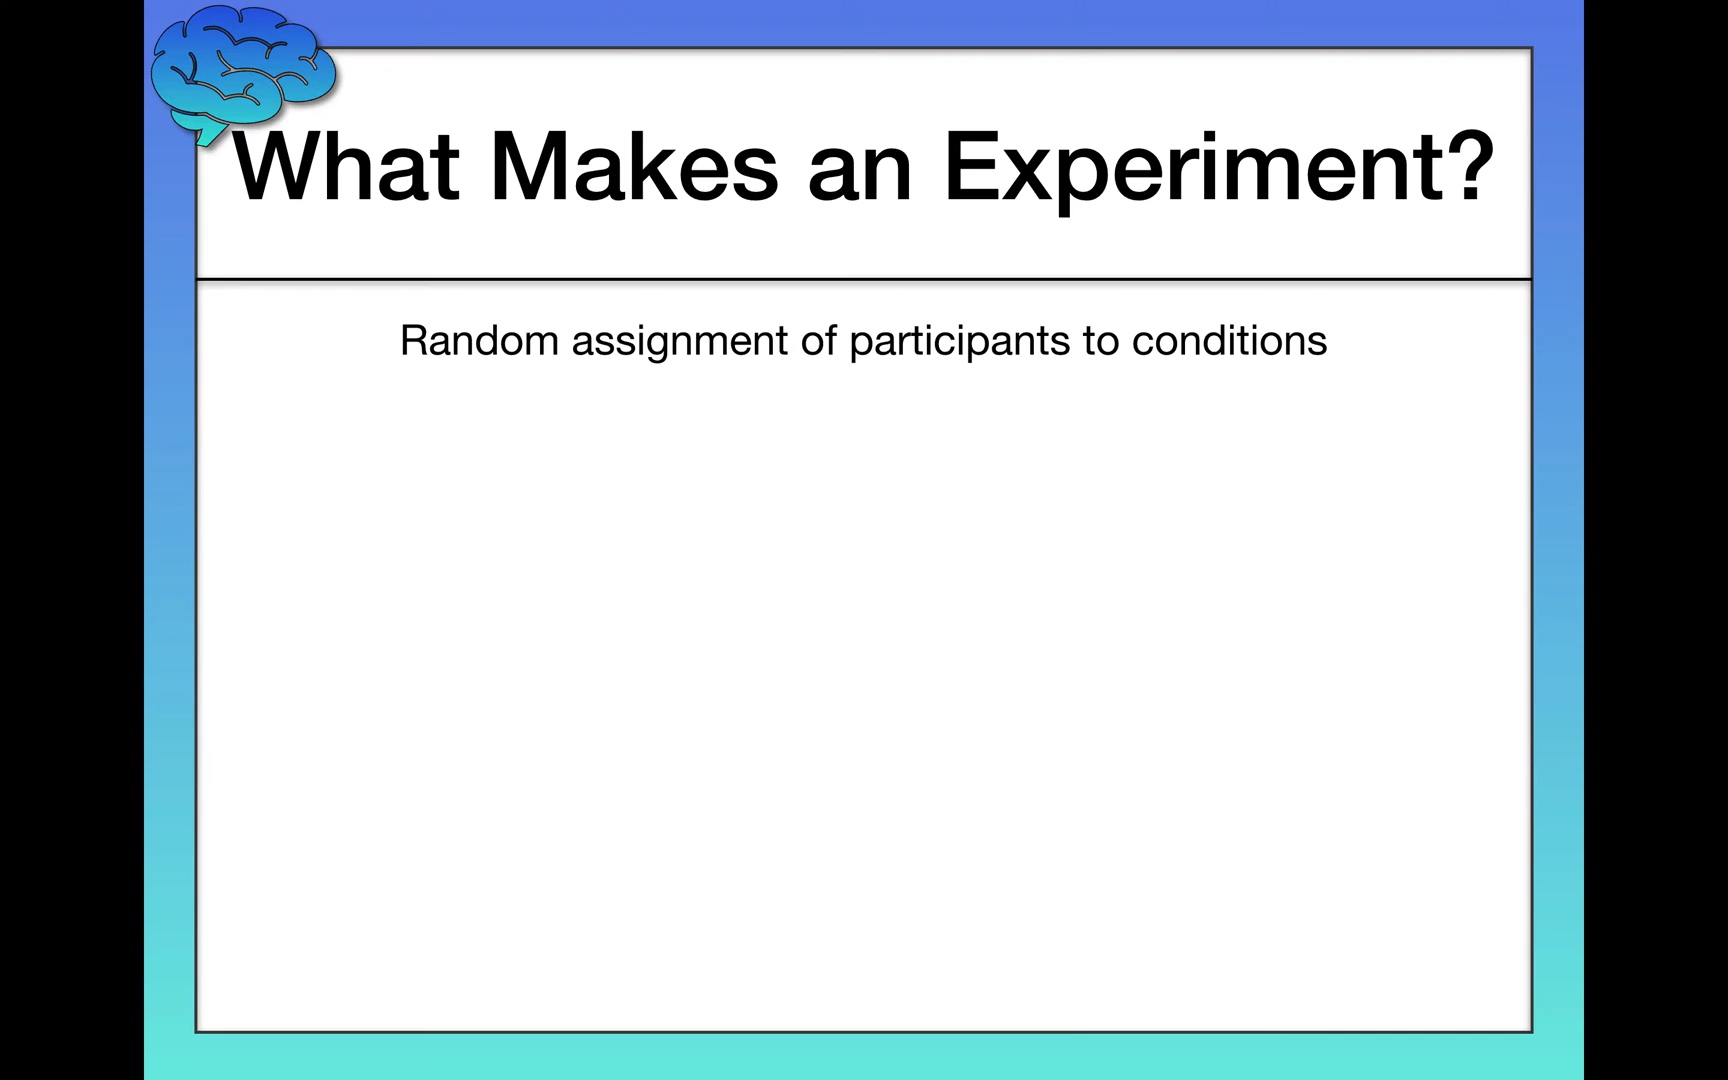 What Makes an Experiment?
Random assignment of participants to conditions